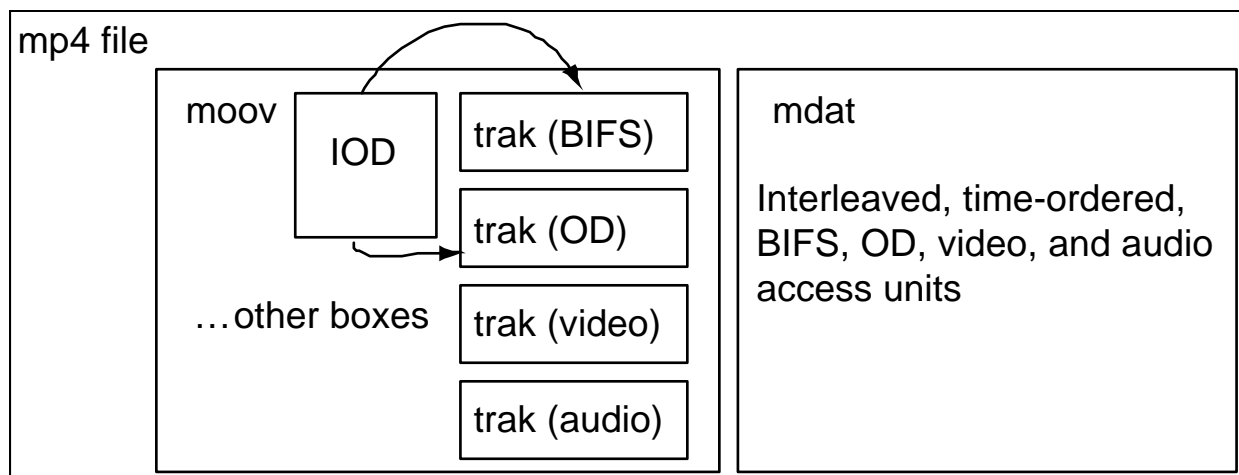 mp4 file
moov
IOD
trak (BIFS)
trak (OD)
…other boxes
trak (video)
trak (audio)
mdat
Interleaved, time-ordered,
BIFS, OD, video, and audio
access units